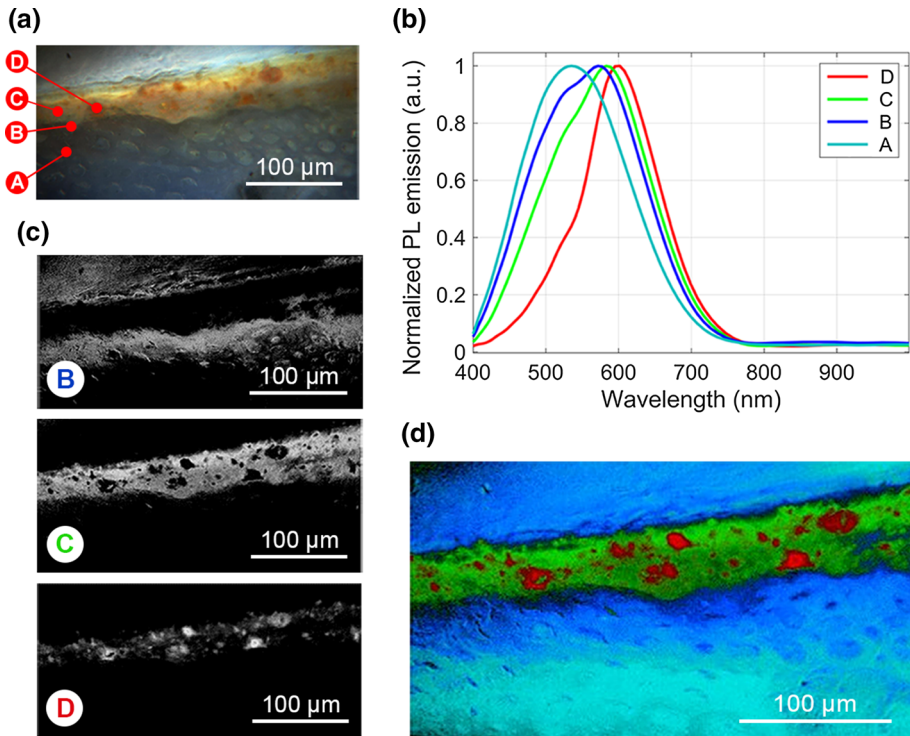 (a)
D
C
B
A
100 µm
(b)
Normalized PL emission (a.u.)
1
0.8
0.6
0.4
0.2
0
400
500
600
700
800
900
Wavelength (nm)
D
C
B
A
(c)
B
100 µm
C
100 µm
D
100 µm
(d)
100 µm